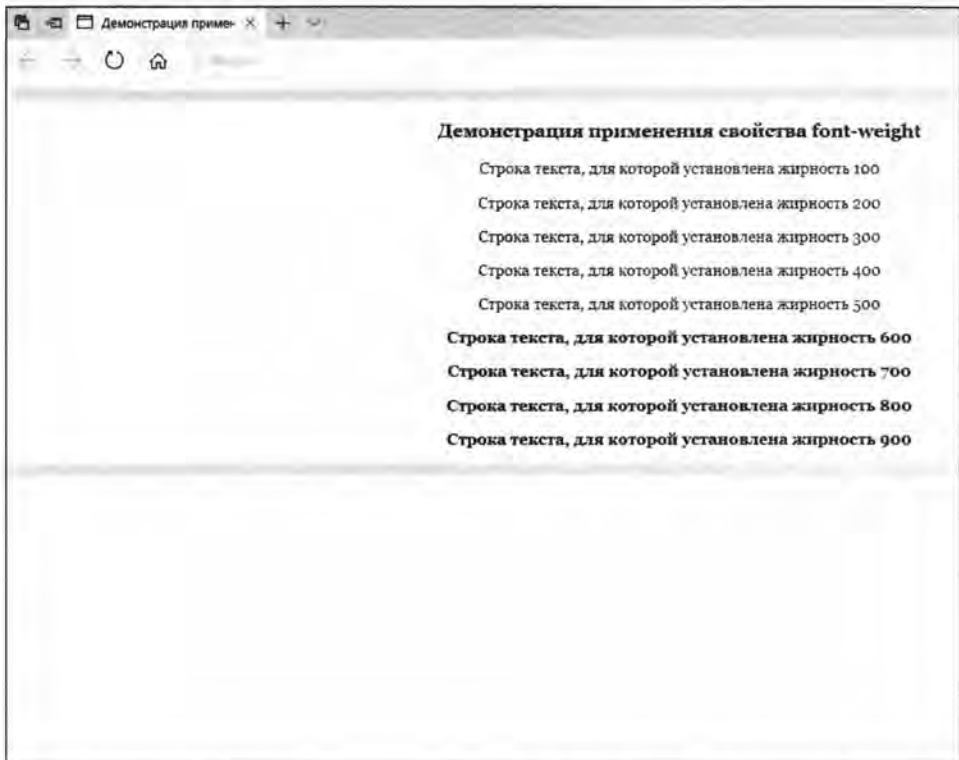 Демонстрация примен
Демонстрация применения свойства font-weight
Строка текста, для которой установлена жирность 100
Строка текста, для которой установлена жирность 200
Строка текста, для которой установлена жирность 300
Строка текста, для которой установлена жирность 400
Строка текста, для которой установлена жирность 500
Строка текста, для которой установлена жирность 600
Строка текста, для которой установлена жирность 700
Строка текста, для которой установлена жирность 800
Строка текста, для которой установлена жирность 900